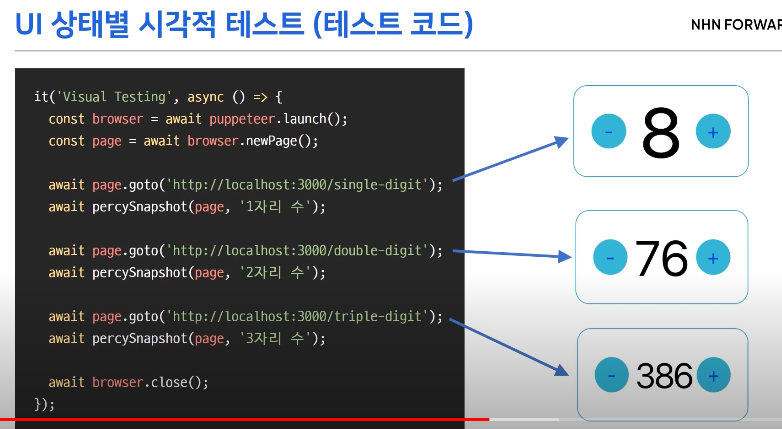 UI 상태별 시각적 테스트 (테스트 코드)
NHN FORWAR
it('Visual Testing', async () => {
const browser = await puppeteer.launch();
const page = await browser.newPage();
await page.goto('http://localhost:3000/single-digit');
await percySnapshot(page, '1자리 수');
await page.goto('http://localhost:3000/double-digit');
await percySnapshot(page, '2자리 수');
await page.goto('http://localhost:3000/triple-digit');
await percySnapshot(page, '3자리 수');
await browser.close();
});
- 8 +
- 76 +
- 386 +